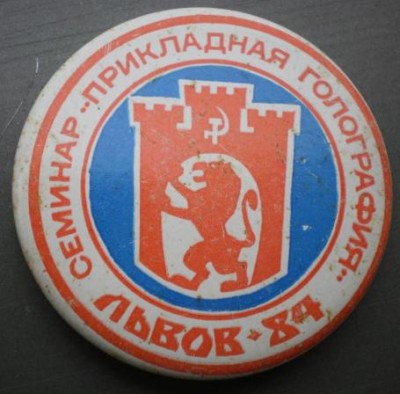 СЕМИНАР „ПРИКЛАДНАЯ ГОЛОГРАФИЯ“
ЛЬВОВ·84